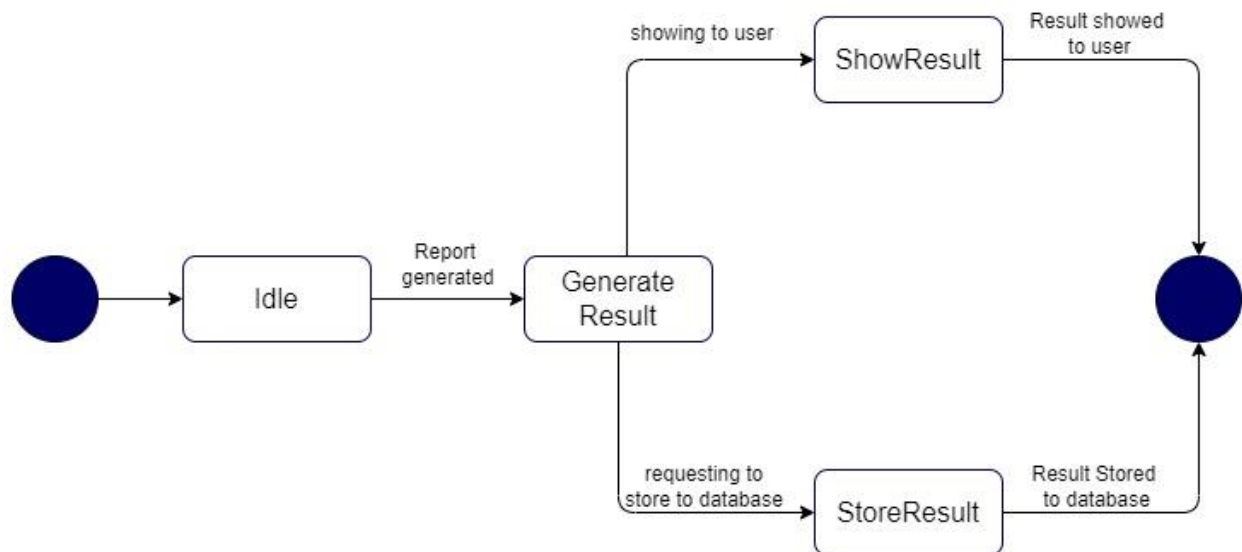 showing to user
ShowResult
Result showed
to user
Idle
Report
generated
Generate
Result
requesting to
store to database
StoreResult
Result Stored
to database